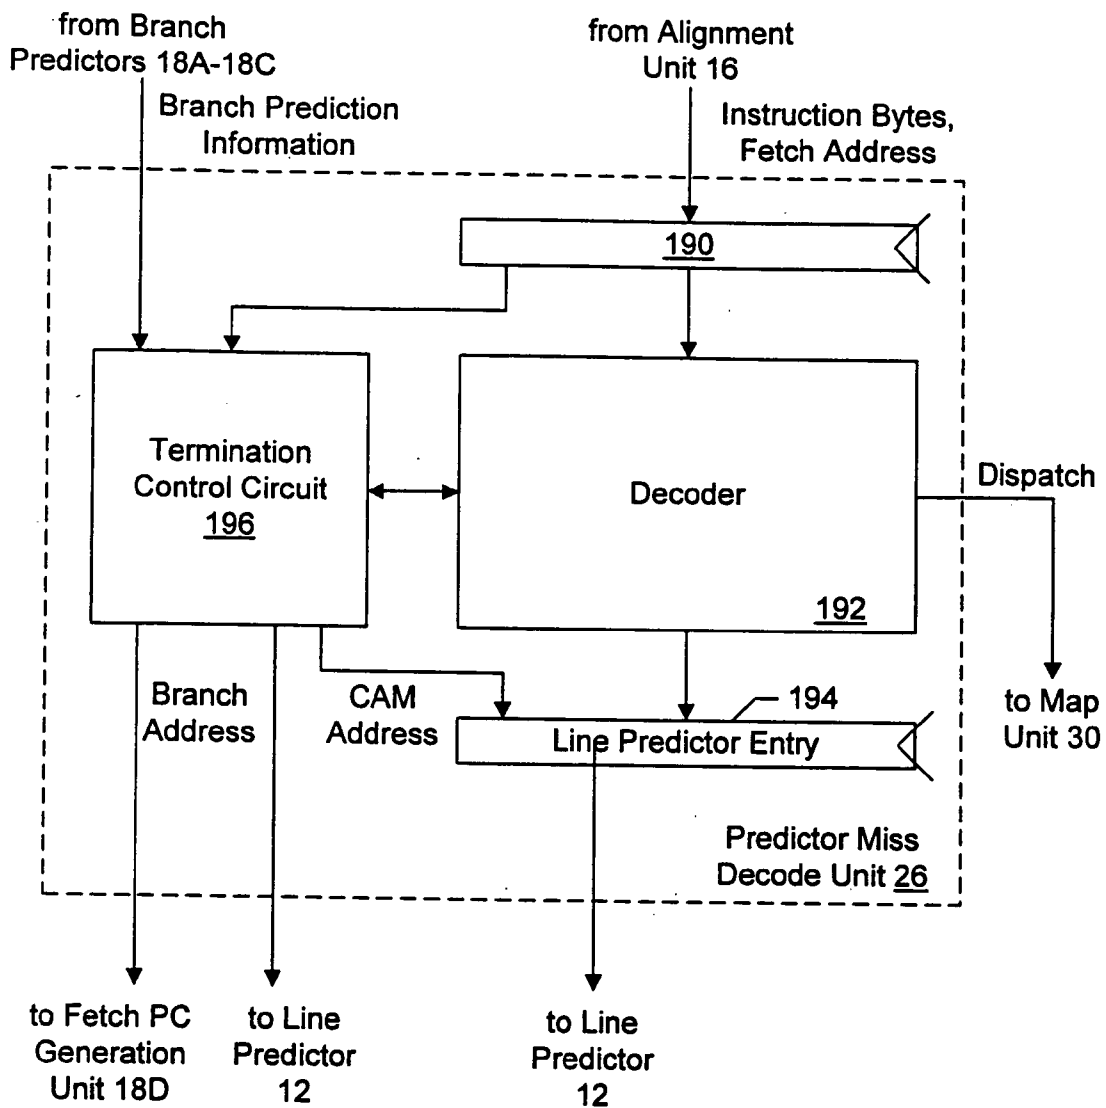 from Branch
Predictors 18A-18C
from Alignment
Unit 16
Branch Prediction
Information
Instruction Bytes,
Fetch Address
190
Termination
Control Circuit
196
Decoder
192
Dispatch
Branch
Address
CAM
Address
194
Line Predictor Entry
to Map
Unit 30
Predictor Miss
Decode Unit 26
to Fetch PC
Generation
Unit 18D
to Line
Predictor
12
to Line
Predictor
12